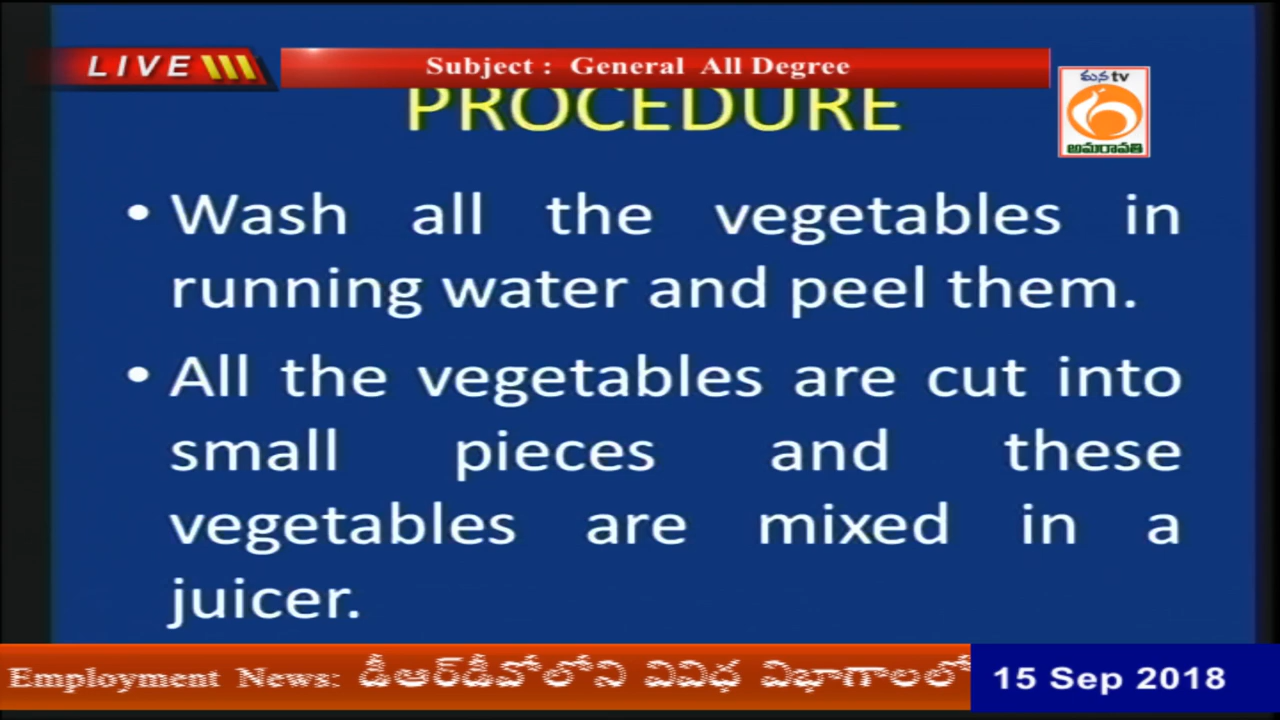 LIVE
Subject : General All Degree
మన tv
అమరావతి
PROCEDURE
• Wash all the vegetables in
running water and peel them.
• All the vegetables are cut into
small pieces and these
vegetables are mixed in a
juicer.
Employment News: డీఆర్‌డీవోలోని వివిధ విభాగాలలో
15 Sep 2018